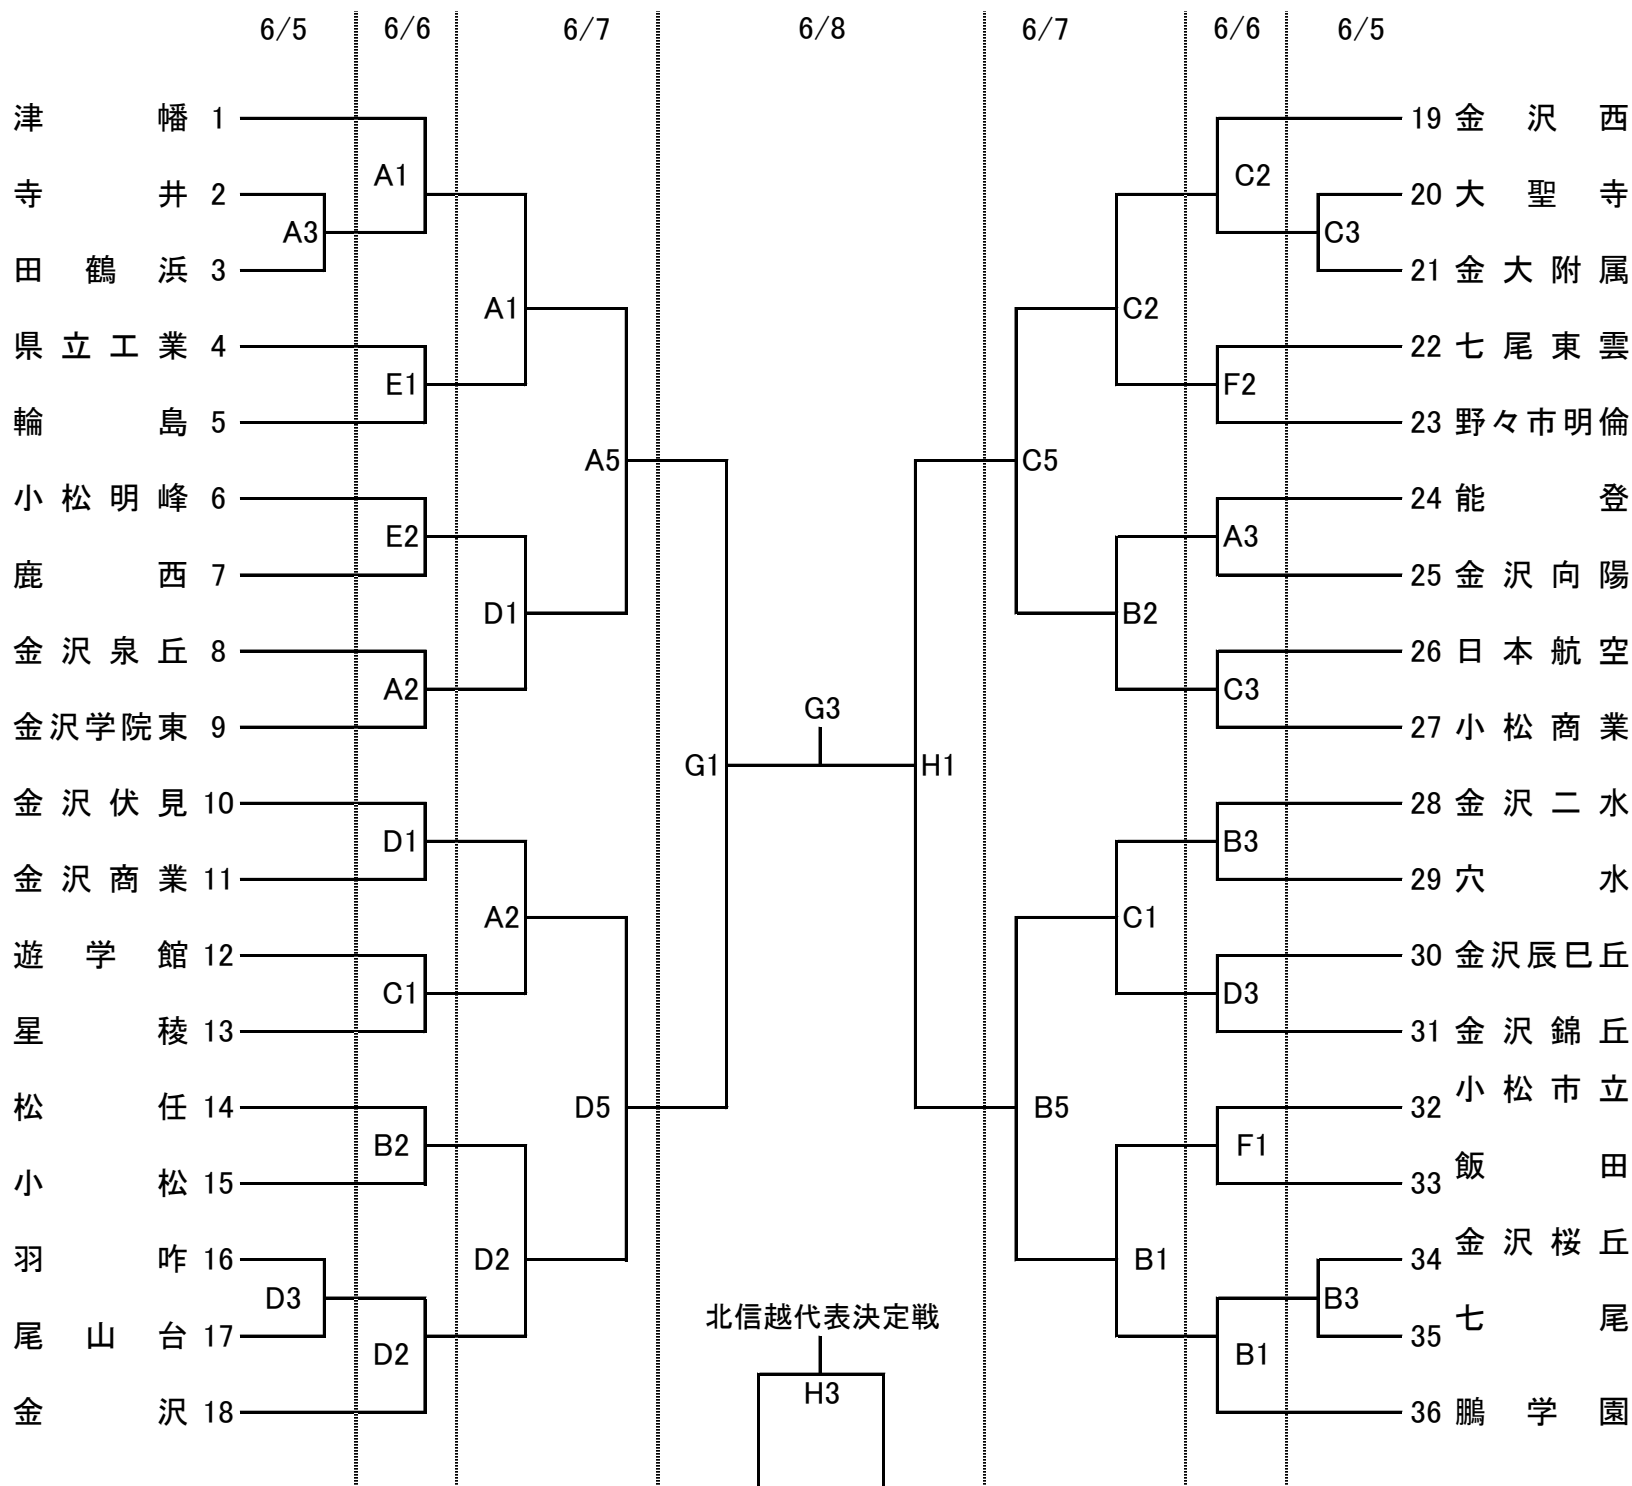 6/5 6/6 6/7 6/8 6/7 6/6 6/5
津幡 1 19 金沢西
A1 C2
寺井 2 20 大聖寺
A3 C3
田鶴浜 3 21 金大附属
A1 C2
県立工業 4 22 七尾東雲
E1 F2
輪島 5 23 野々市明倫
A5 C5
小松明峰 6 24 能登
E2 A3
鹿西 7 25 金沢向陽
D1 B2
金沢泉丘 8 26 日本航空
A2 C3
G3
金沢学院東 9 27 小松商業
G1 H1
金沢伏見 10 28 金沢二水
D1 B3
金沢商業 11 29 穴水
A2 C1
遊学館 12 30 金沢辰巳丘
C1 D3
星稜 13 31 金沢錦丘
松任 14 D5 B5 32 小松市立
B2 F1
小松 15 33 飯田
羽咋 16 D2 B1 34 金沢桜丘
D3 B3
北信越代表決定戦
尾山台 17 35 七尾
D2 B1
H3
金沢 18 36 鵬学園